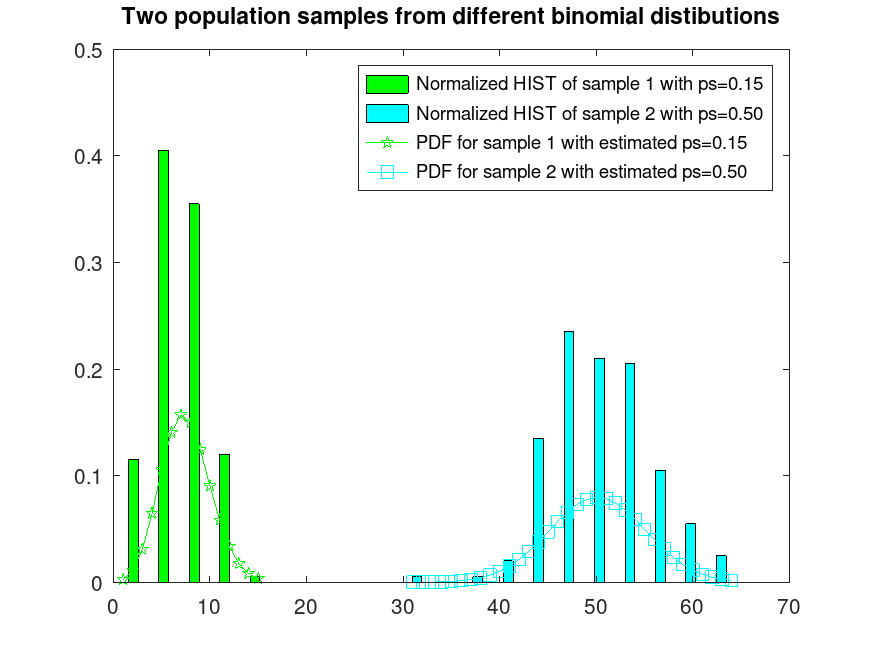 Two population samples from different binomial distibutions
0.5
Normalized HIST of sample 1 with ps=0.15
Normalized HIST of sample 2 with ps=0.50
PDF for sample 1 with estimated ps=0.15
PDF for sample 2 with estimated ps=0.50
0.4
0.3
0.2
0.1
0
0 10 20 30 40 50 60 70